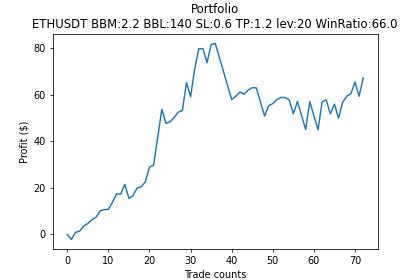 Portfolio
ETHUSDT BBM:2.2 BBL:140 SL:0.6 TP:1.2 lev:20 WinRatio:66.0
80
60
40
20
0
Profit ($)
0 10 20 30 40 50 60 70
Trade counts